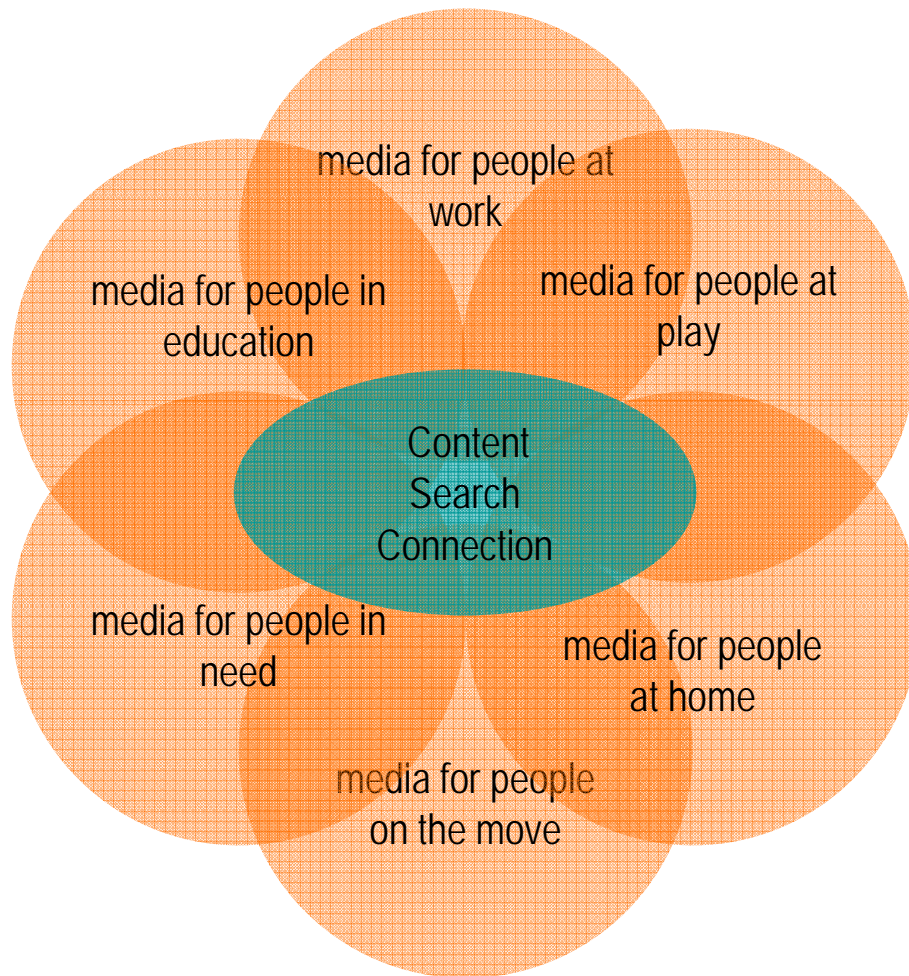 media for people at
work
media for people in
education
media for people at
play
Content
Search
Connection
media for people in
need
media for people
at home
media for people
on the move